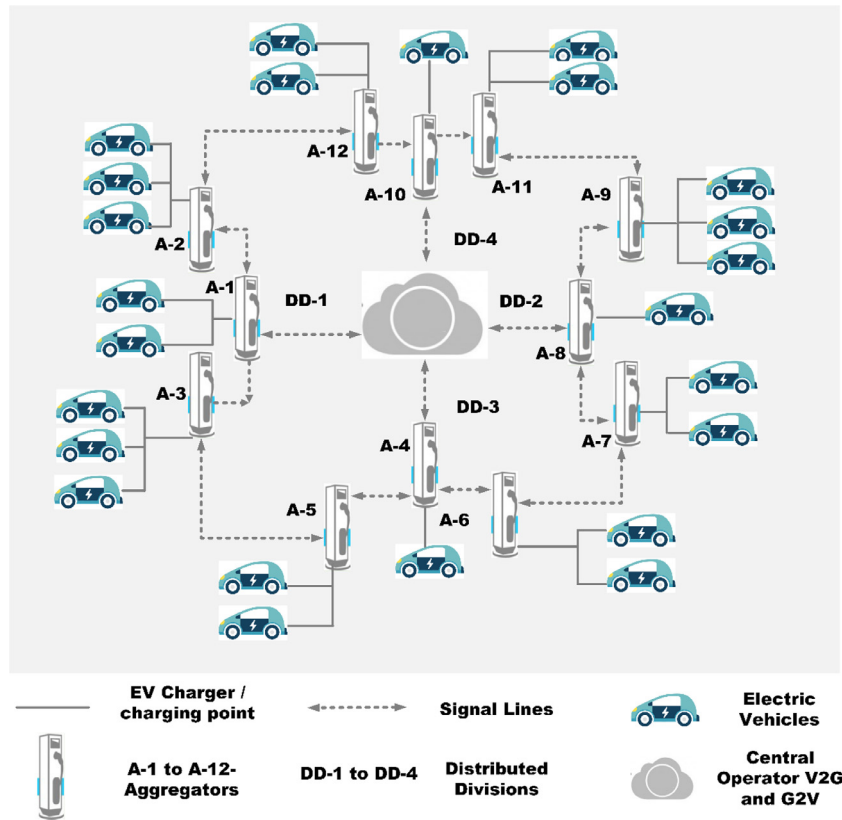 A-12
A-10
A-11
A-9
A-2
DD-4
A-1
DD-1
DD-2
A-8
A-3
DD-3
A-4
A-7
A-5
A-6
EV Charger /
charging point
Signal Lines
Electric
Vehicles
A-1 to A-12-
Aggregators
DD-1 to DD-4
Distributed
Divisions
Central
Operator V2G
and G2V